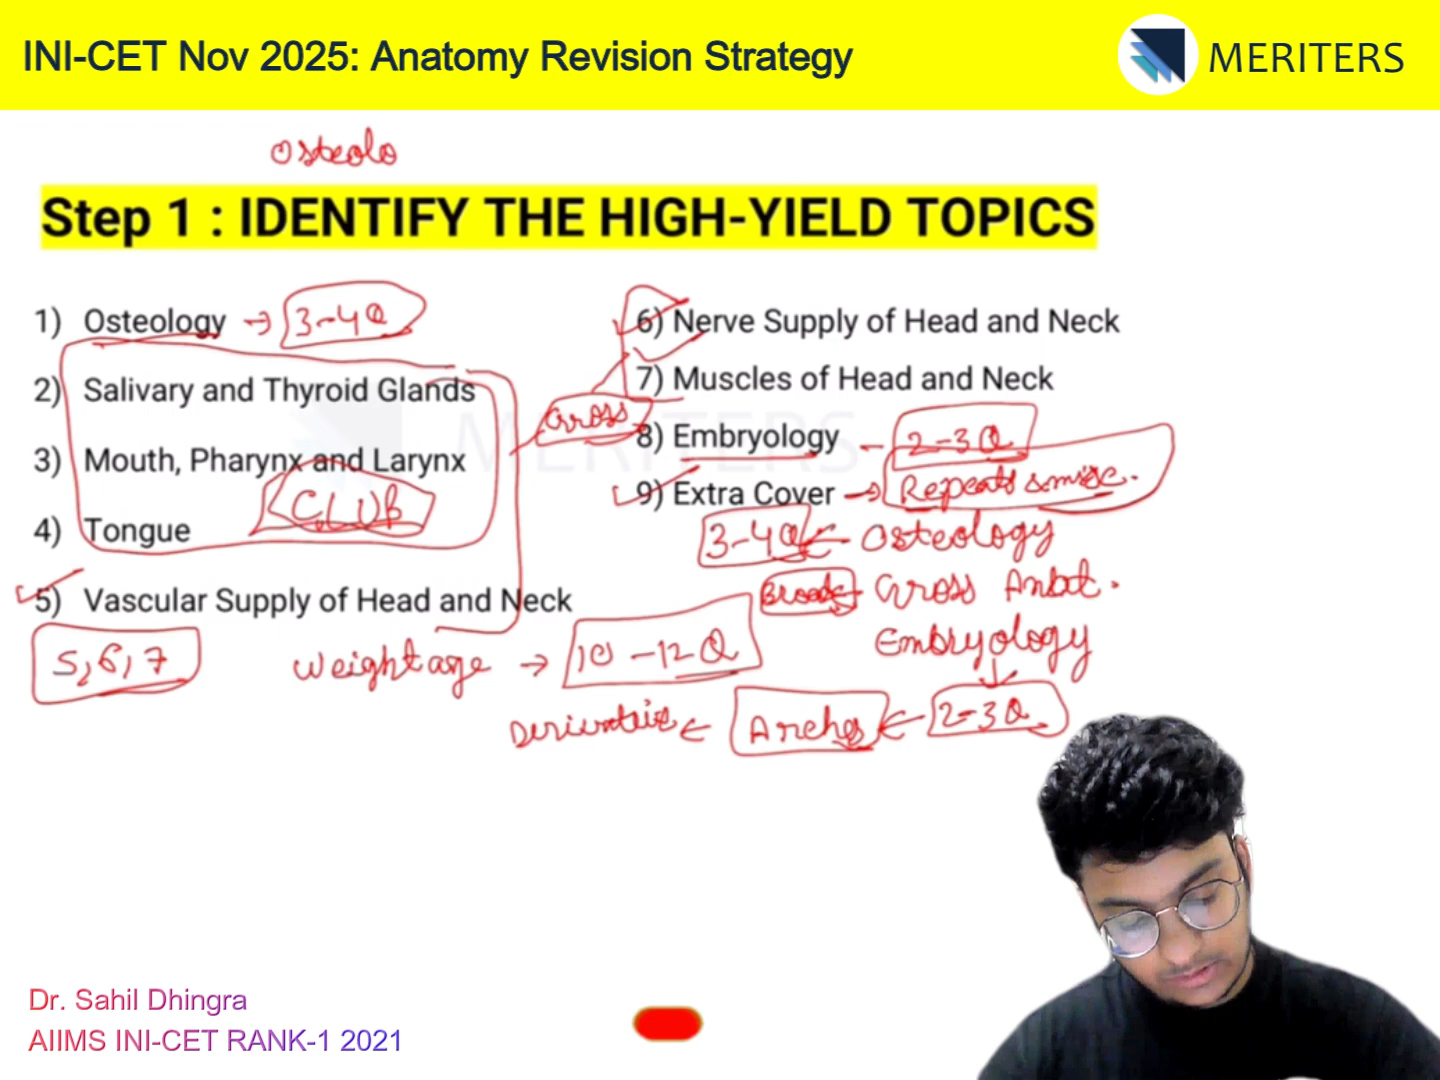 INI-CET Nov 2025: Anatomy Revision Strategy
MERITERS
Osteolo
Step 1 : IDENTIFY THE HIGH-YIELD TOPICS
1) Osteology → 3-4Q
2) Salivary and Thyroid Glands
3) Mouth, Pharynx and Larynx
CLUB
4) Tongue
5) Vascular Supply of Head and Neck
5, 6, 7
Weightage → 10-12Q
Gross
6) Nerve Supply of Head and Neck
7) Muscles of Head and Neck
8) Embryology - 2-3Q
9) Extra Cover → Repeats & misc.
3-4Q ← Osteology
Gross Anat.
Embryology
↓
Derivative ← Arches ← 2-3Q
MERITERS
Dr. Sahil Dhingra
AIIMS INI-CET RANK-1 2021